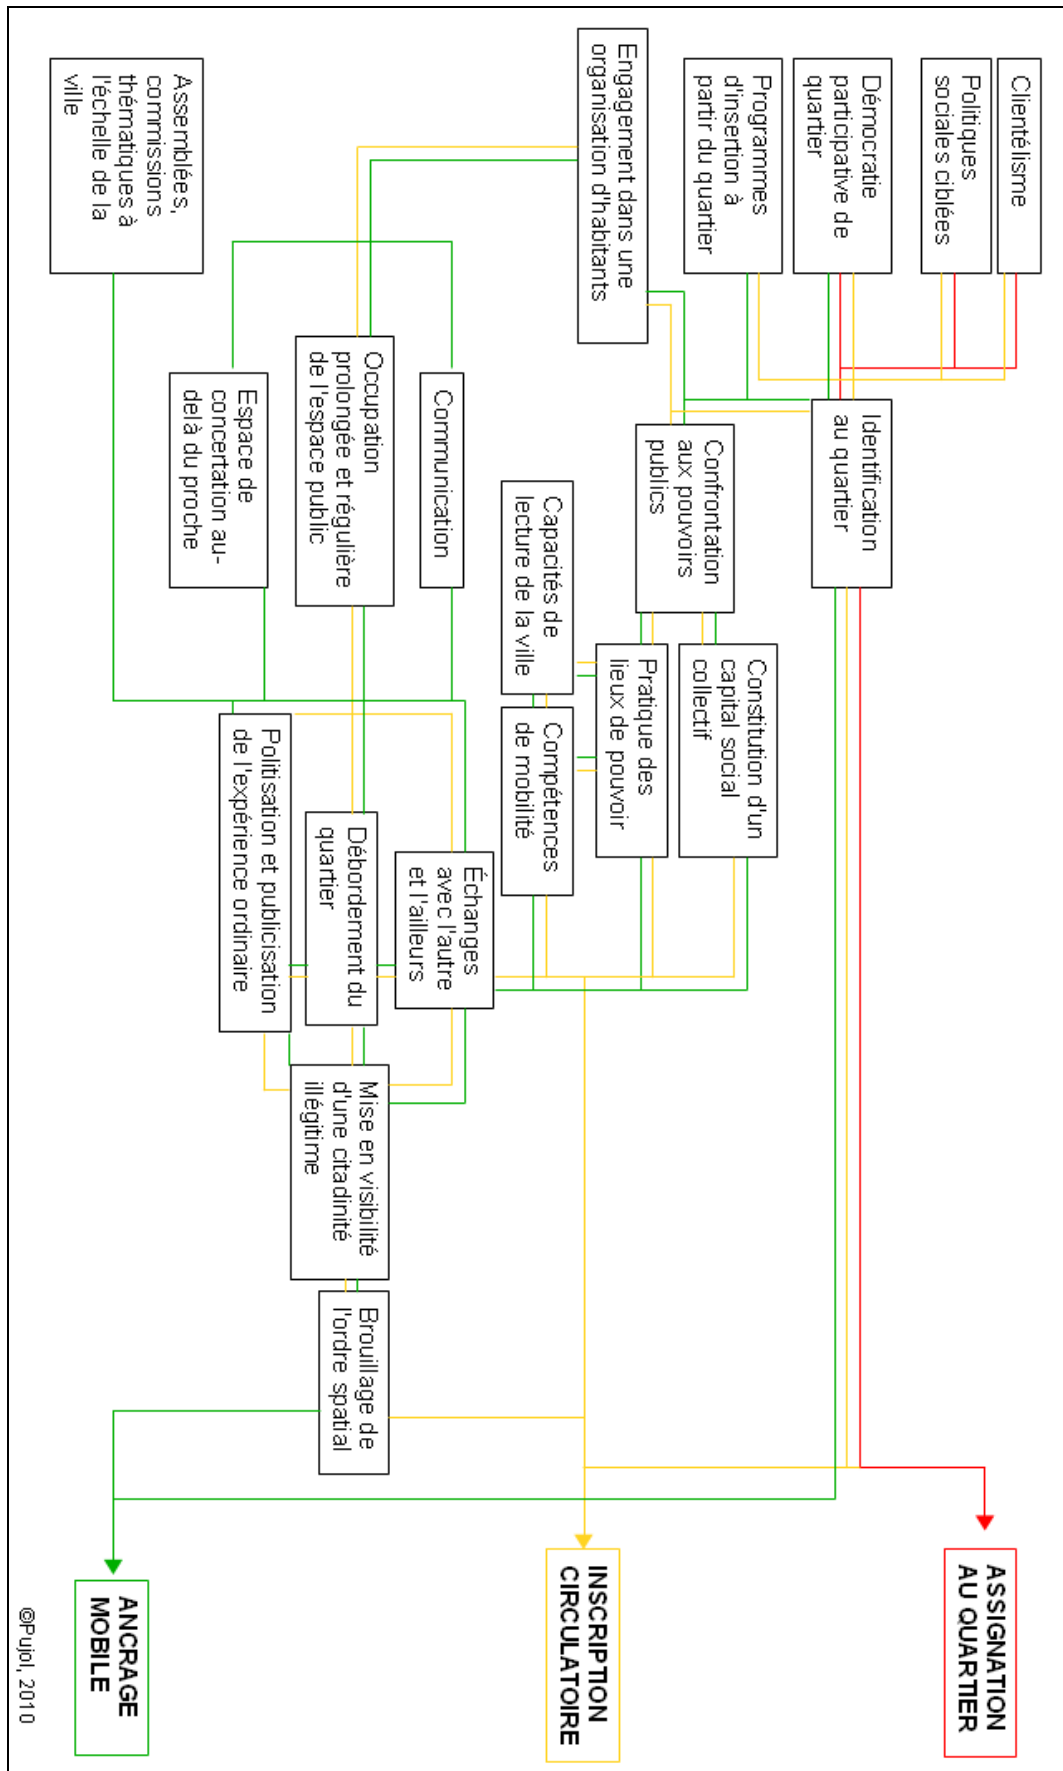 Clientélisme
Politiques
sociales ciblées
Démocratie
participative de
quartier
Programmes
d'insertion à
partir du quartier
Engagement dans une
organisation d'habitants
Assemblées,
commissions
thématiques à
l'échelle de la
ville
Identification
au quartier
Confrontation
aux pouvoirs
publics
Capacités de
lecture de la ville
Communication
Occupation
prolongée et régulière
de l'espace public
Espace de
concertation au-
delà du proche
Constitution d'un
capital social
collectif
Pratique des
lieux de pouvoir
Compétences
de mobilité
Échanges
avec l'autre
et l'ailleurs
Débordement du
quartier
Politisation et publicisation
de l'expérience ordinaire
Mise en visibilité
d'une citadinité
illégitime
Brouillage de
l'ordre spatial
ASSIGNATION
AU QUARTIER
INSCRIPTION
CIRCULATOIRE
ANCRAGE
MOBILE
©Pujol, 2010